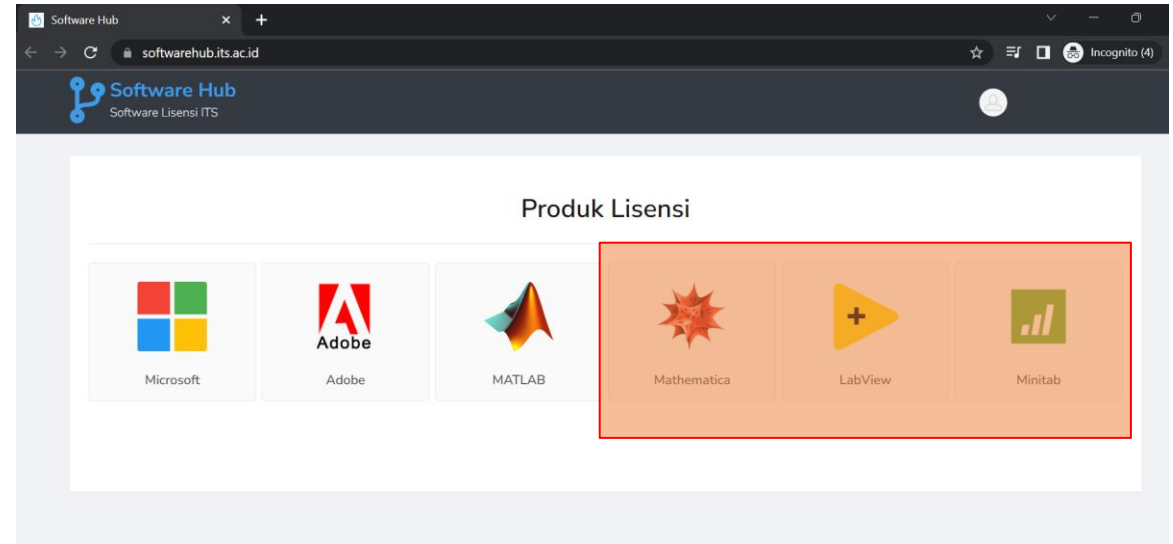 Software Hub
softwarehub.its.ac.id
Incognito (4)
Software Hub
Software Lisensi ITS
Produk Lisensi
Adobe
Microsoft
Adobe
MATLAB
Mathematica
LabView
Minitab